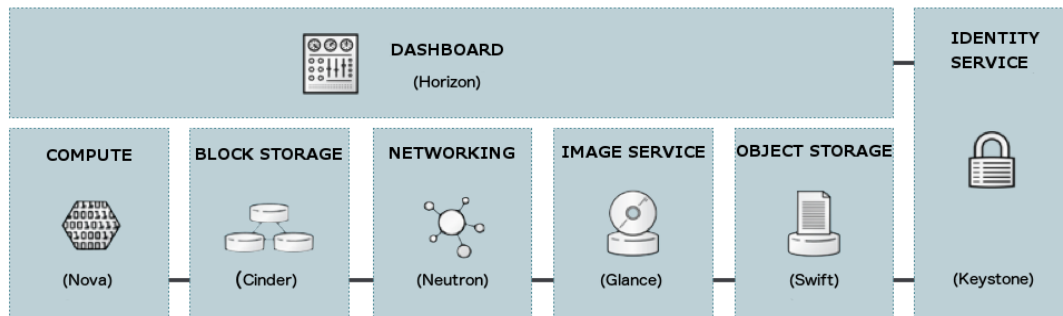 DASHBOARD
(Horizon)
IDENTITY
SERVICE
(Keystone)
COMPUTE
(Nova)
BLOCK STORAGE
(Cinder)
NETWORKING
(Neutron)
IMAGE SERVICE
(Glance)
OBJECT STORAGE
(Swift)